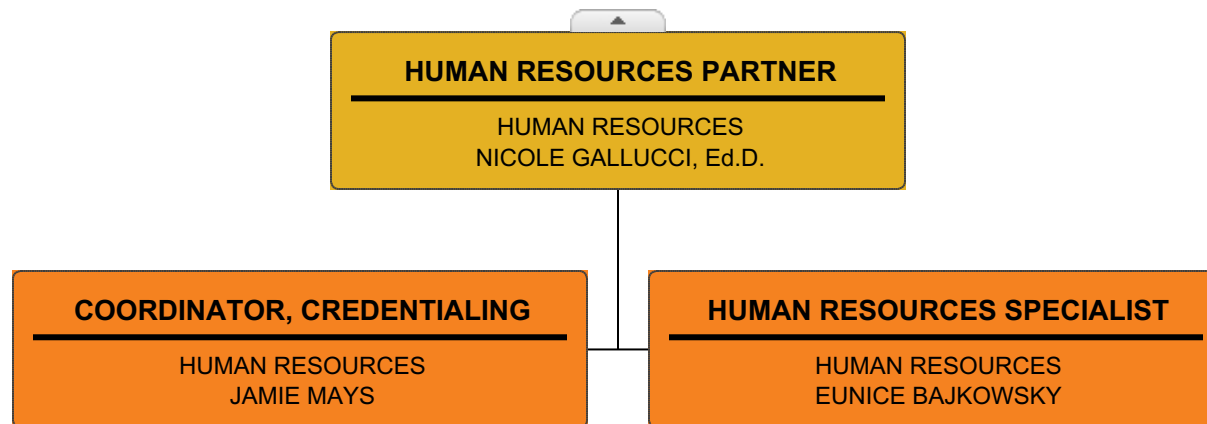 HUMAN RESOURCES PARTNER
HUMAN RESOURCES
NICOLE GALLUCCI, Ed.D.
COORDINATOR, CREDENTIALING
HUMAN RESOURCES
JAMIE MAYS
HUMAN RESOURCES SPECIALIST
HUMAN RESOURCES
EUNICE BAJKOWSKY